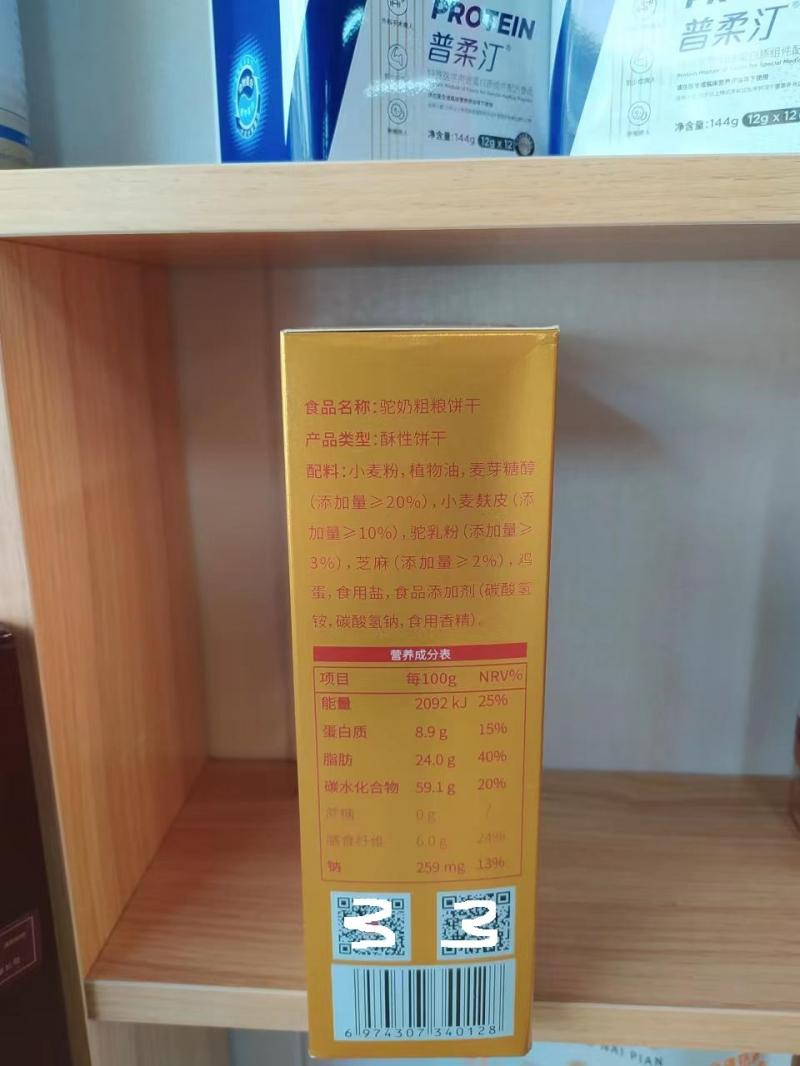 PROTEIN
普柔汀
净含量:144g 12g x 12
普柔汀
净含量:144g 12g x 12
食品名称:驼奶粗粮饼干
产品类型:酥性饼干
配料:小麦粉,植物油,麦芽糖醇
(添加量≥20%),小麦麸皮(添
加量≥10%),驼乳粉(添加量≥
3%),芝麻(添加量≥2%),鸡
蛋,食用盐,食品添加剂(碳酸氢
铵,碳酸氢钠,食用香精)。
营养成分表
项目 每100g NRV%
能量 2092 kJ 25%
蛋白质 8.9 g 15%
脂肪 24.0 g 40%
碳水化合物 59.1 g 20%
蔗糖 0 g /
膳食纤维 6.0 g 24%
钠 259 mg 13%
6 974307 340128
NAI PIAN